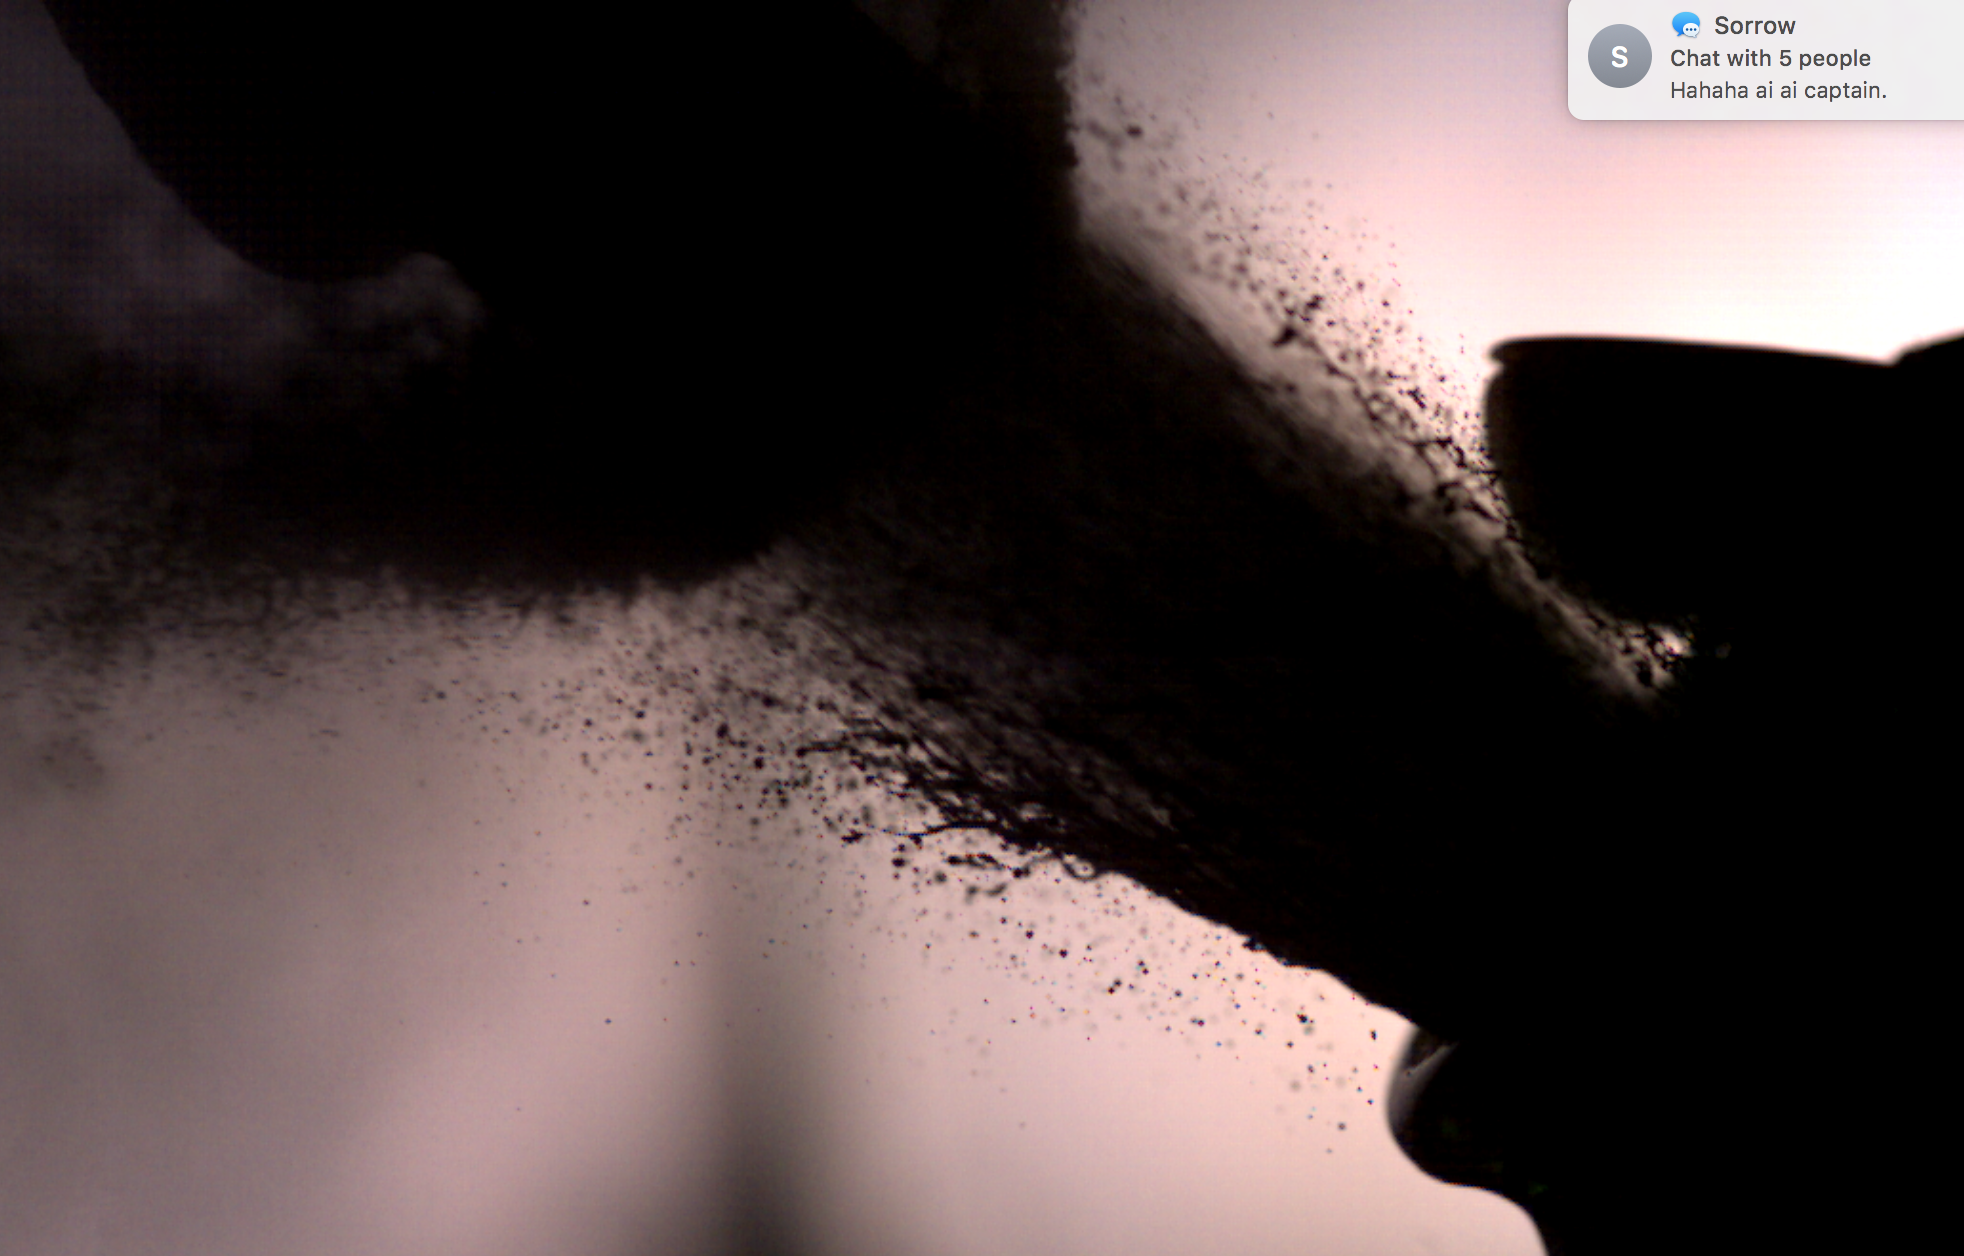 S
Sorrow
Chat with 5 people
Hahaha ai ai captain.